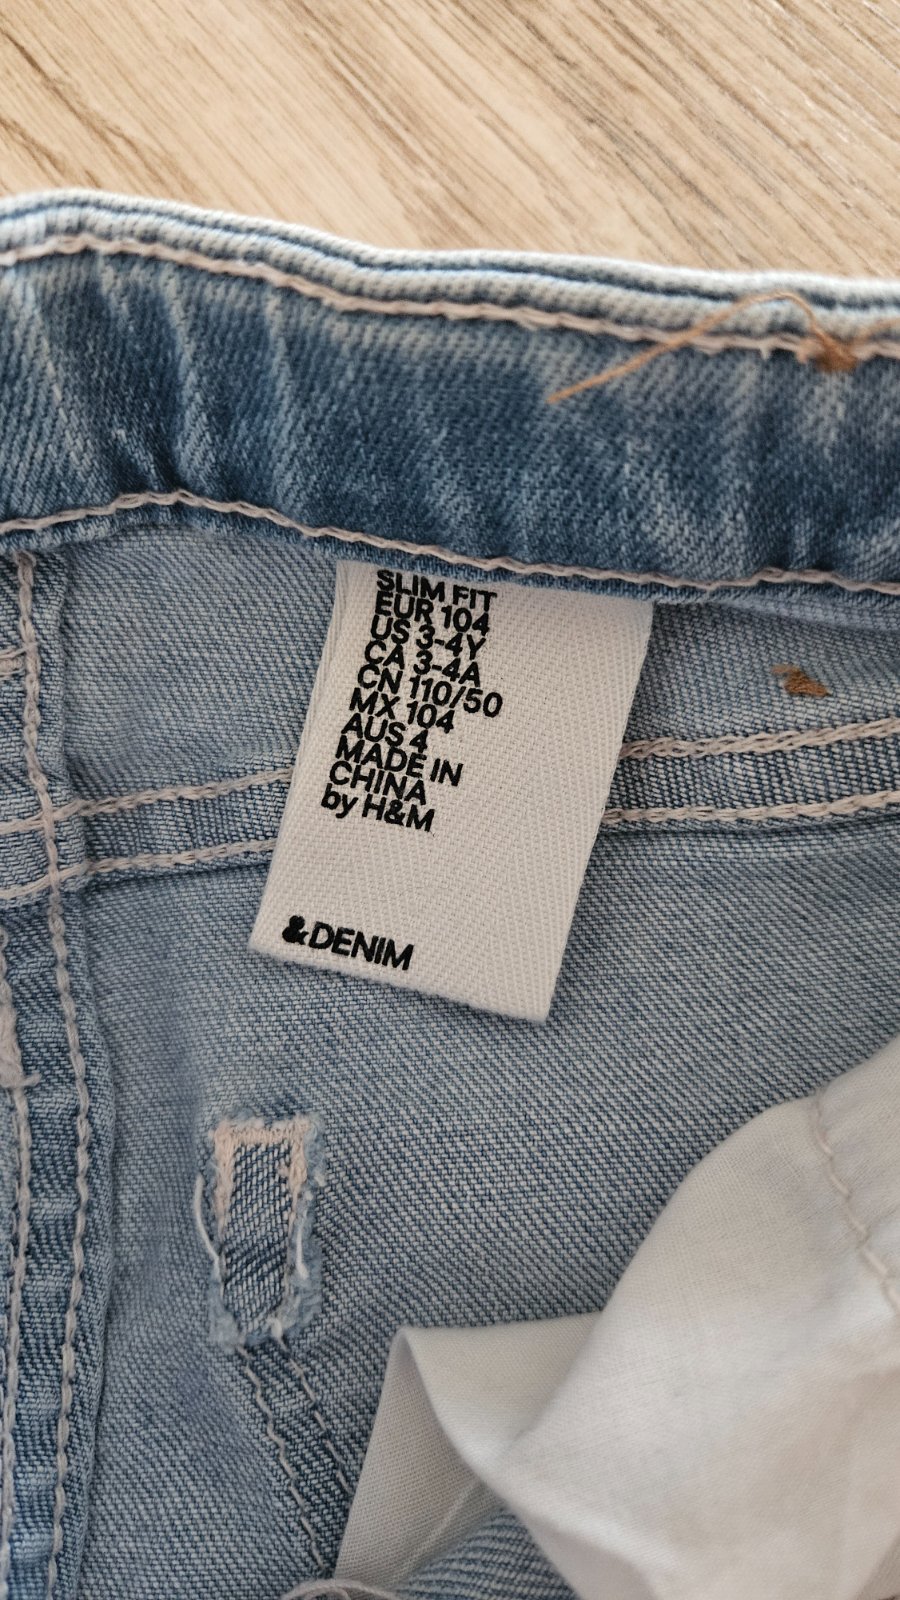 SLIM FIT
EUR 104
US 3-4Y
CA 3-4A
CN 110/50
MX 104
AUS 4
MADE IN
CHINA
by H&M
&DENIM